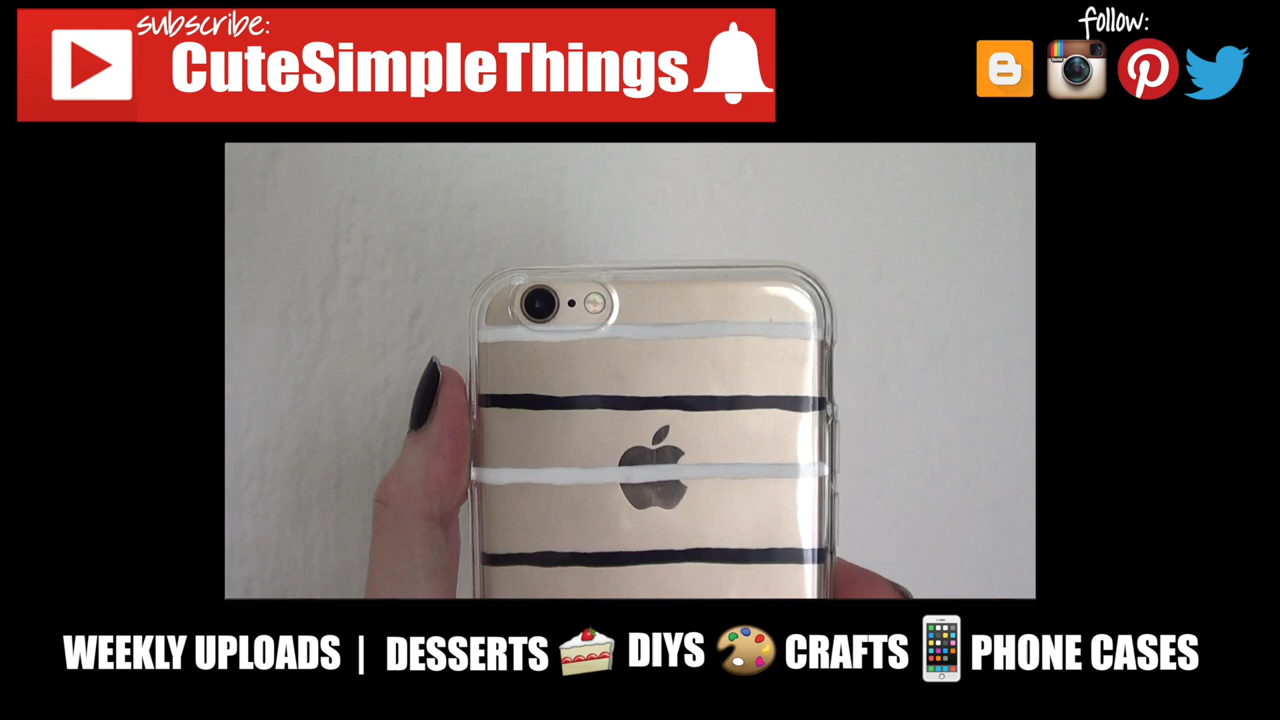 subscribe:
CuteSimpleThings
follow:
WEEKLY UPLOADS | DESSERTS DIYS CRAFTS PHONE CASES